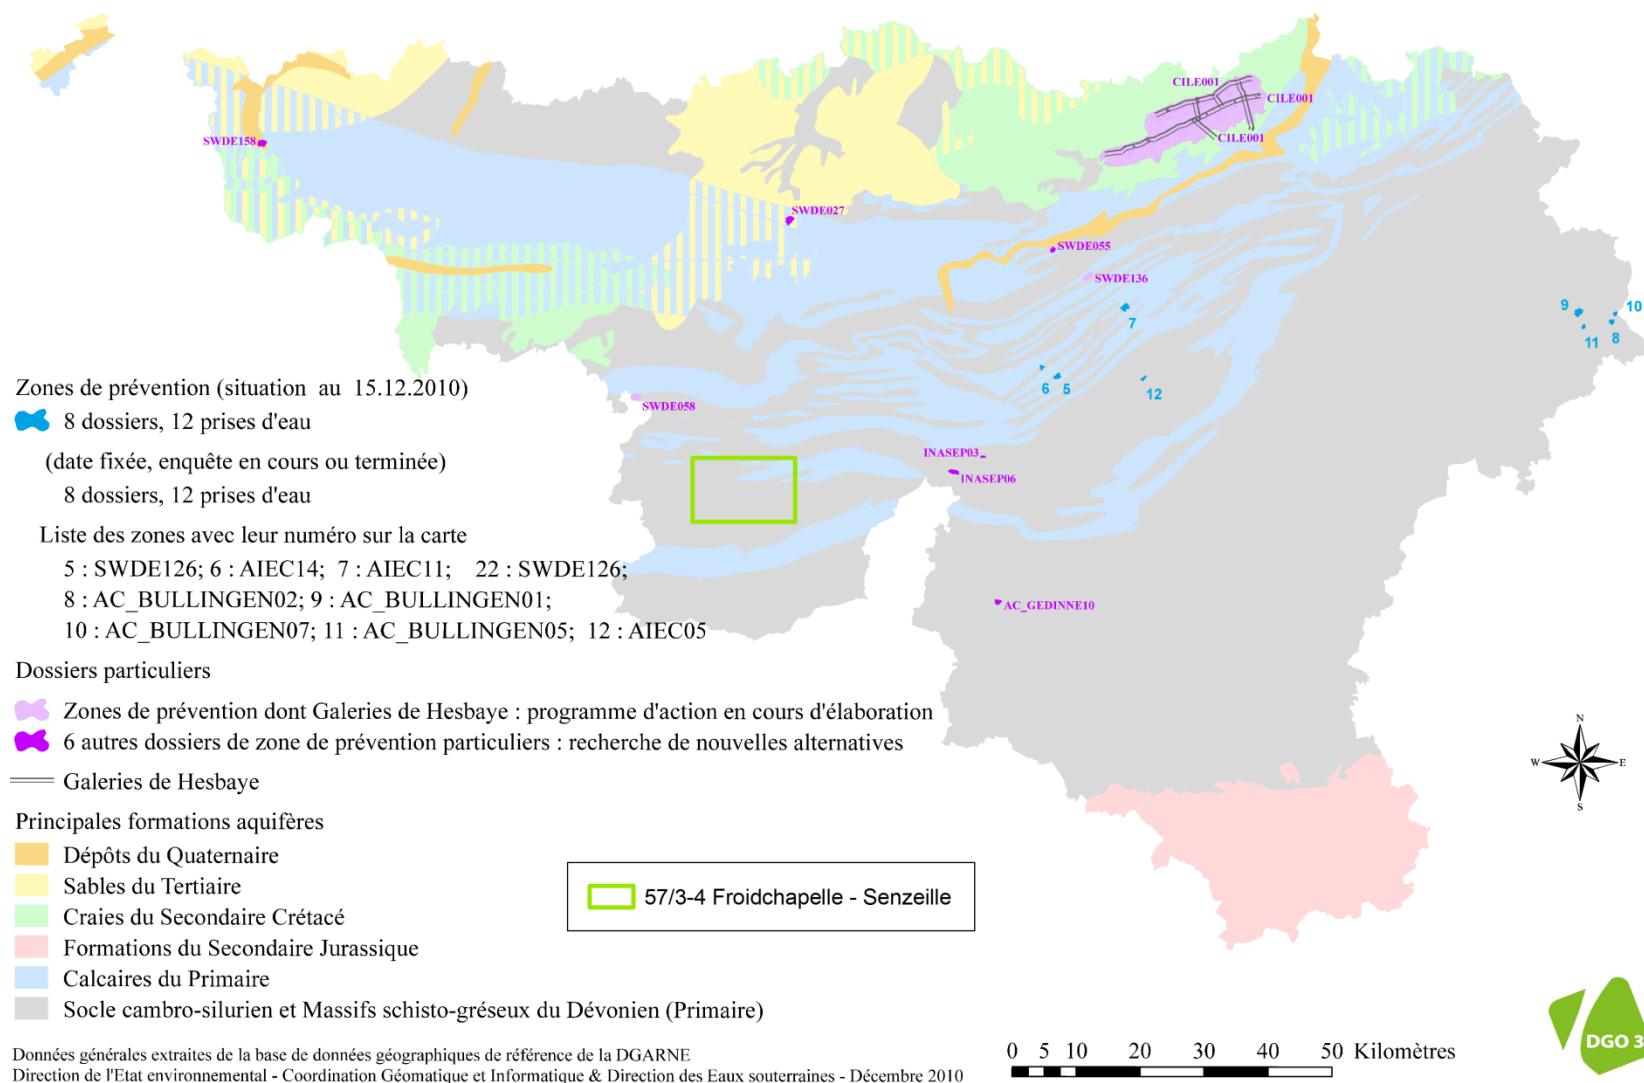 CILE001
CILE001
CILE001
SWDE158
SWDE027
SWDE055
SWDE136
7
9
10
11
8
6
5
12
SWDE058
INASEP03
INASEP06
AC_GEDINNE10
Zones de prévention (situation au 15.12.2010)
8 dossiers, 12 prises d'eau
(date fixée, enquête en cours ou terminée)
8 dossiers, 12 prises d'eau
Liste des zones avec leur numéro sur la carte
5 : SWDE126; 6 : AIEC14; 7 : AIEC11; 22 : SWDE126;
8 : AC_BULLINGEN02; 9 : AC_BULLINGEN01;
10 : AC_BULLINGEN07; 11 : AC_BULLINGEN05; 12 : AIEC05
Dossiers particuliers
Zones de prévention dont Galeries de Hesbaye : programme d'action en cours d'élaboration
6 autres dossiers de zone de prévention particuliers : recherche de nouvelles alternatives
Galeries de Hesbaye
Principales formations aquifères
Dépôts du Quaternaire
Sables du Tertiaire
Craies du Secondaire Crétacé
Formations du Secondaire Jurassique
Calcaires du Primaire
Socle cambro-silurien et Massifs schisto-gréseux du Dévonien (Primaire)
57/3-4 Froidchapelle - Senzeille
N
W E
S
DGO 3
Données générales extraites de la base de données géographiques de référence de la DGARNE
Direction de l'Etat environnemental - Coordination Géomatique et Informatique & Direction des Eaux souterraines - Décembre 2010
0 5 10 20 30 40 50 Kilomètres